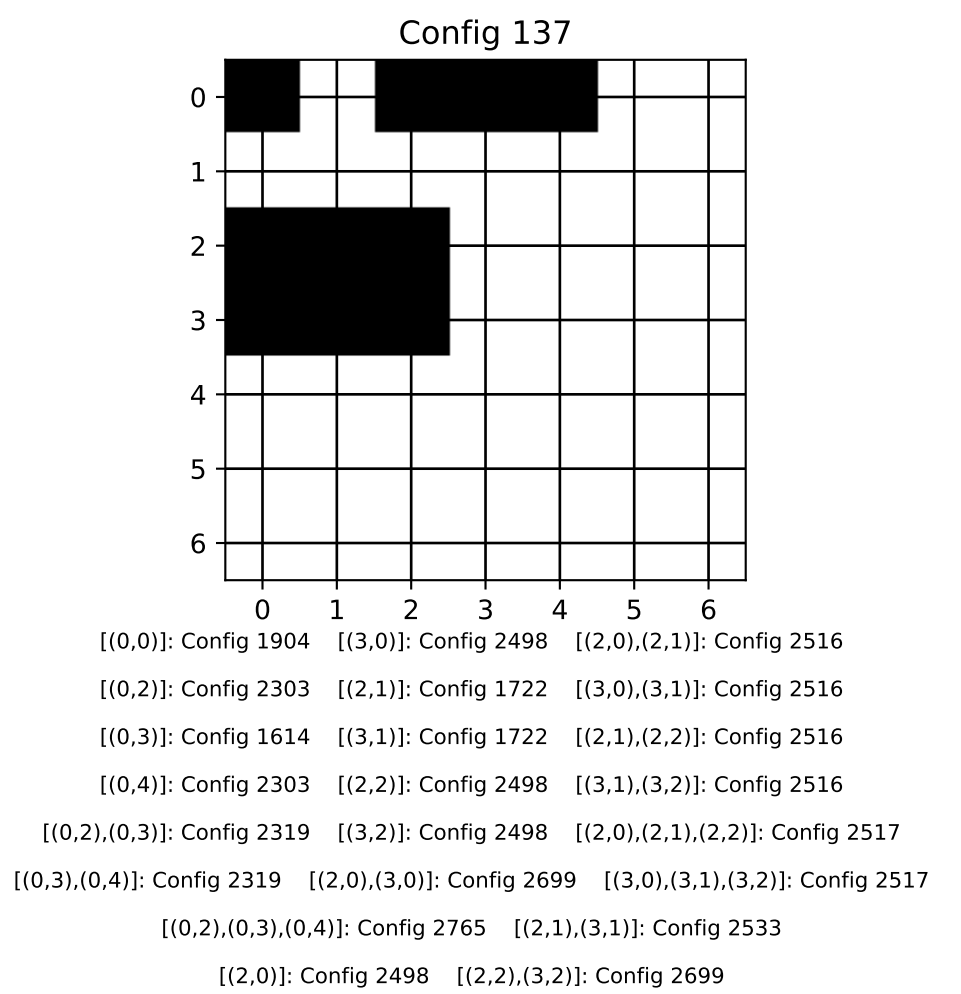 Config 137
0
1
2
3
4
5
6
0 1 2 3 4 5 6
[(0,0)]: Config 1904 [(3,0)]: Config 2498 [(2,0),(2,1)]: Config 2516
[(0,2)]: Config 2303 [(2,1)]: Config 1722 [(3,0),(3,1)]: Config 2516
[(0,3)]: Config 1614 [(3,1)]: Config 1722 [(2,1),(2,2)]: Config 2516
[(0,4)]: Config 2303 [(2,2)]: Config 2498 [(3,1),(3,2)]: Config 2516
[(0,2),(0,3)]: Config 2319 [(3,2)]: Config 2498 [(2,0),(2,1),(2,2)]: Config 2517
[(0,3),(0,4)]: Config 2319 [(2,0),(3,0)]: Config 2699 [(3,0),(3,1),(3,2)]: Config 2517
[(0,2),(0,3),(0,4)]: Config 2765 [(2,1),(3,1)]: Config 2533
[(2,0)]: Config 2498 [(2,2),(3,2)]: Config 2699